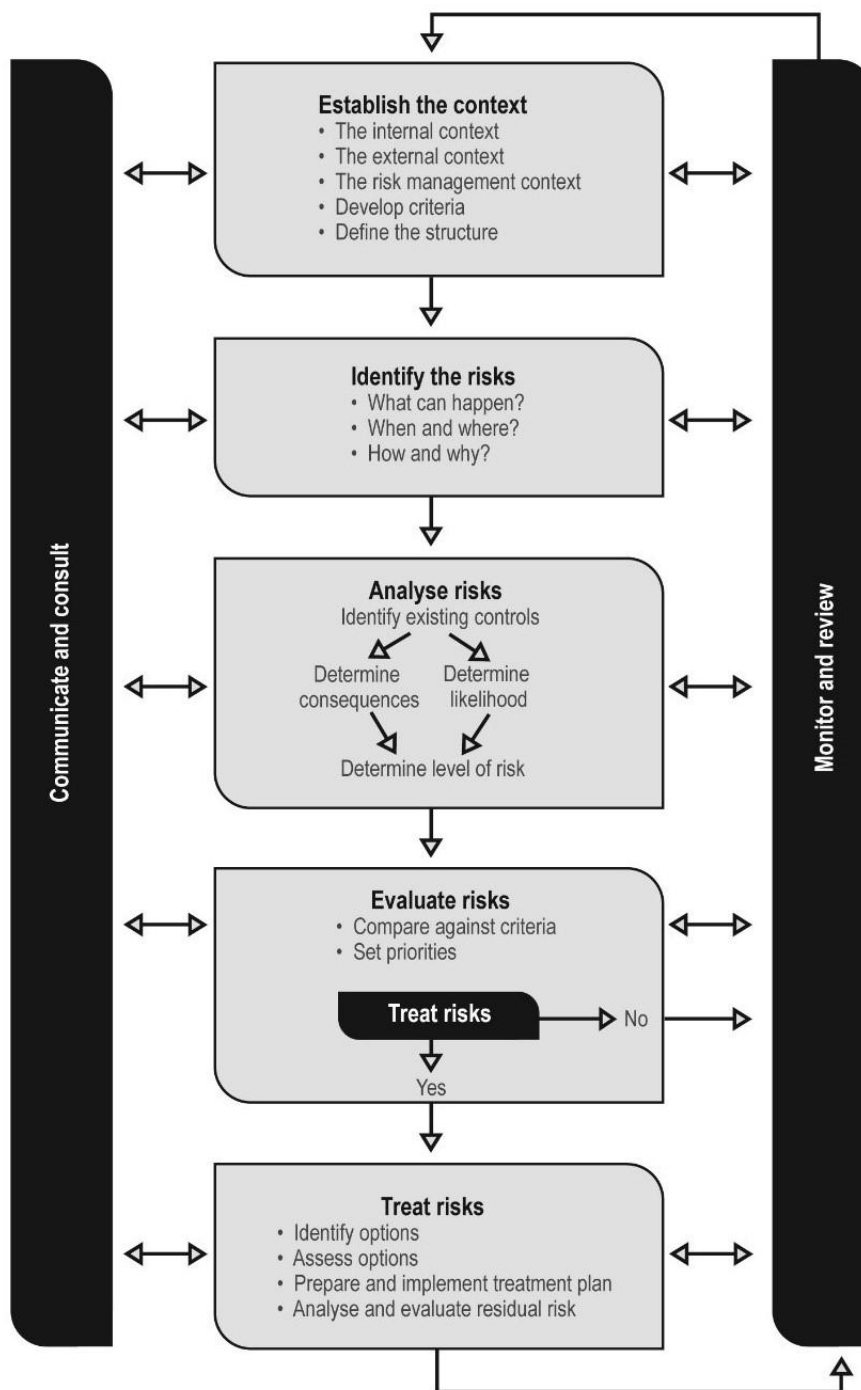 Communicate and consult
Establish the context
• The internal context
• The external context
• The risk management context
• Develop criteria
• Define the structure
Identify the risks
• What can happen?
• When and where?
• How and why?
Analyse risks
Identify existing controls
Determine
consequences
Determine
likelihood
Determine level of risk
Evaluate risks
• Compare against criteria
• Set priorities
Treat risks
No
Yes
Treat risks
• Identify options
• Assess options
• Prepare and implement treatment plan
• Analyse and evaluate residual risk
Monitor and review